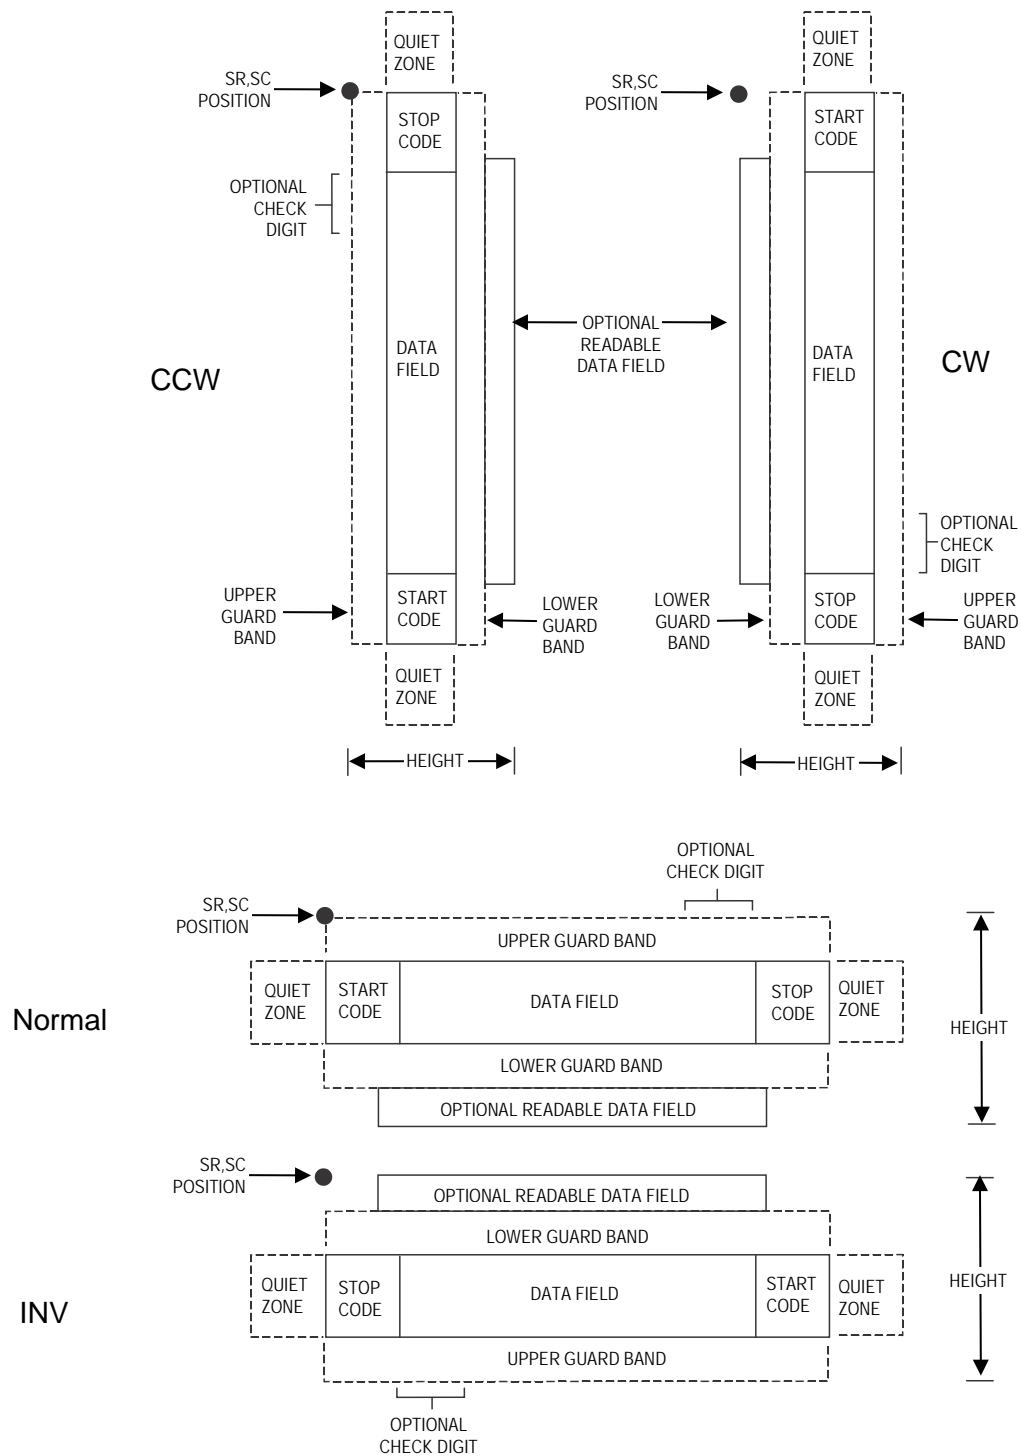 QUIET
ZONE
SR,SC
POSITION
STOP
CODE
OPTIONAL
CHECK
DIGIT
DATA
FIELD
CCW
UPPER
GUARD
BAND
START
CODE
LOWER
GUARD
BAND
QUIET
ZONE
HEIGHT
OPTIONAL
READABLE
DATA FIELD
QUIET
ZONE
SR,SC
POSITION
START
CODE
DATA
FIELD
CW
OPTIONAL
CHECK
DIGIT
LOWER
GUARD
BAND
STOP
CODE
UPPER
GUARD
BAND
QUIET
ZONE
HEIGHT
OPTIONAL
CHECK DIGIT
SR,SC
POSITION
UPPER GUARD BAND
Normal
QUIET
ZONE
START
CODE
DATA FIELD
STOP
CODE
QUIET
ZONE
HEIGHT
LOWER GUARD BAND
OPTIONAL READABLE DATA FIELD
SR,SC
POSITION
OPTIONAL READABLE DATA FIELD
LOWER GUARD BAND
INV
QUIET
ZONE
STOP
CODE
DATA FIELD
START
CODE
QUIET
ZONE
HEIGHT
UPPER GUARD BAND
OPTIONAL
CHECK DIGIT